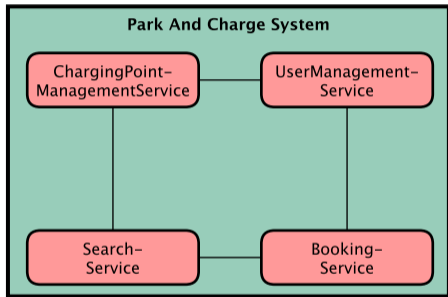 Park And Charge System
ChargingPoint-
ManagementService
UserManagement-
Service
Search-
Service
Booking-
Service